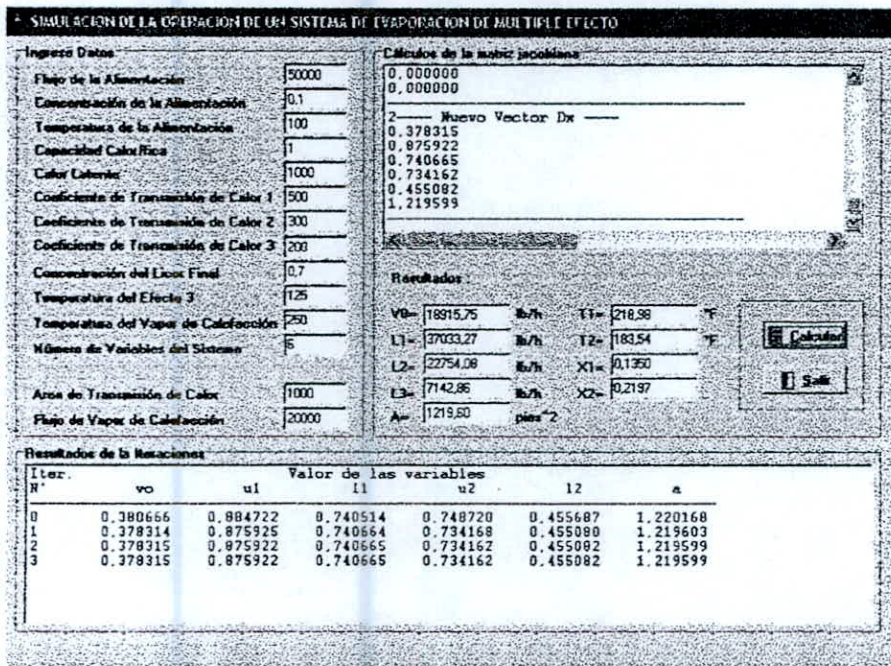 SIMULACION DE LA OPERACION DE UN SISTEMA DE EVAPORACION DE MULTIPLE EFECTO
Ingreso Datos
Flujo de la Alimentación 50000
Concentración de la Alimentación 0.1
Temperatura de la Alimentación 100
Capacidad Calorífica 1
Calor Latente 1000
Coeficiente de Transmisión de Calor 1 500
Coeficiente de Transmisión de Calor 2 300
Coeficiente de Transmisión de Calor 3 200
Concentración del Licor Final 0,7
Temperatura del Efecto 3 125
Temperatura del Vapor de Calefacción 250
Número de Variables del Sistema 6
Area de Transmisión de Calor 1000
Flujo de Vapor de Calefacción 20000
Cálculos de la matriz jacobiana
0,000000
0,000000
2---- Nuevo Vector Dx ----
0.378315
0,875922
0,740665
0,734162
0,455082
1,219599
Resultados :
V0= 18915,75 lb/h T1= 218,98 °F
L1= 37033,27 lb/h T2= 183,54 °F
L2= 22754,08 lb/h X1= 0,1350
L3= 7142,86 lb/h X2= 0,2197
A= 1219,60 pies^2
Calcular
Salir
Resultados de la Iteraciones
Iter. Valor de las variables
N° vo u1 l1 u2 l2 a
0 0.380666 0.884722 0.740514 0.748720 0.455687 1.220168
1 0.378314 0.875925 0.740664 0.734168 0.455080 1.219603
2 0.378315 0.875922 0.740665 0.734162 0.455082 1.219599
3 0.378315 0.875922 0.740665 0.734162 0.455082 1.219599